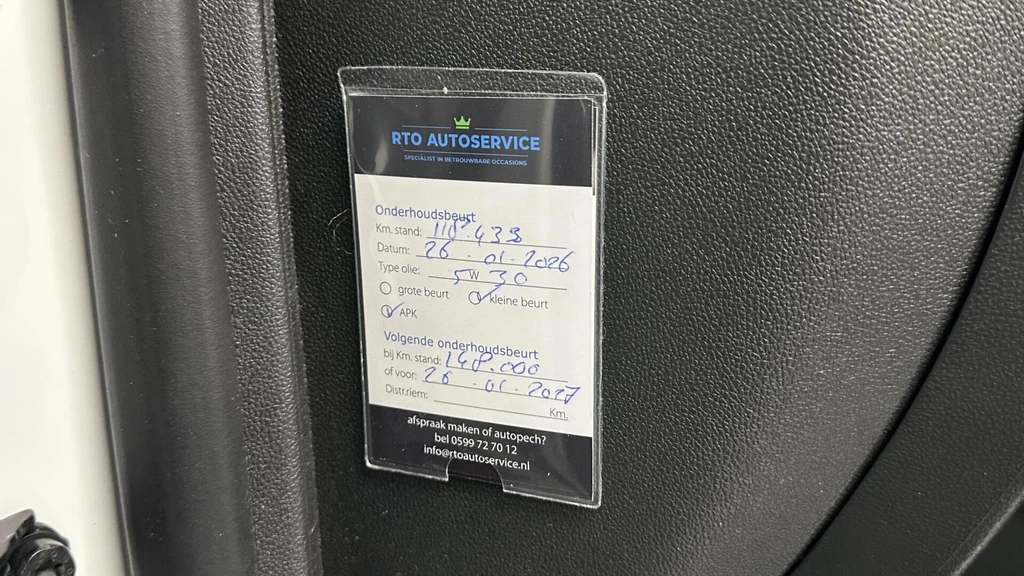 RTO AUTOSERVICE
SPECIALIST IN BETROUWBARE OCCASIONS
Onderhoudsbeurt
Km. stand: 118.433
Datum: 26-01-2026
Type olie: 5W30
grote beurt kleine beurt
APK
Volgende onderhoudsbeurt
bij Km. stand: 148.000
of voor: 26-01-2027
Distr.riem: Km.
afspraak maken of autopech?
bel 0599 72 70 12
info@rtoautoservice.nl